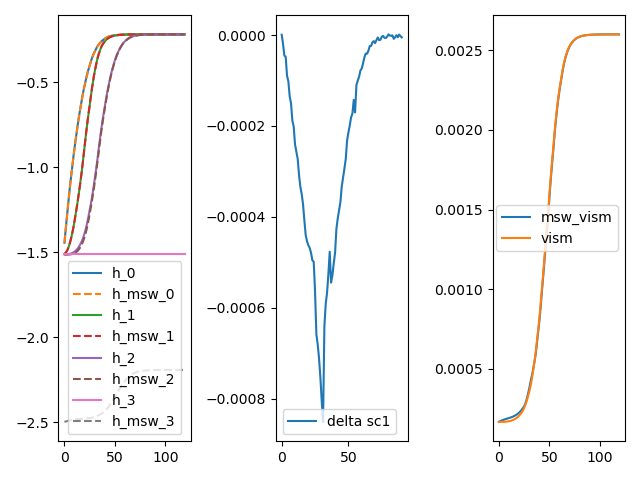 −0.5
−1.0
−1.5
−2.0
−2.5
0
50
100
h_0
h_msw_0
h_1
h_msw_1
h_2
h_msw_2
h_3
h_msw_3
0.0000
−0.0002
−0.0004
−0.0006
−0.0008
0
50
delta sc1
0.0025
0.0020
0.0015
0.0010
0.0005
0
50
100
msw_vism
vism